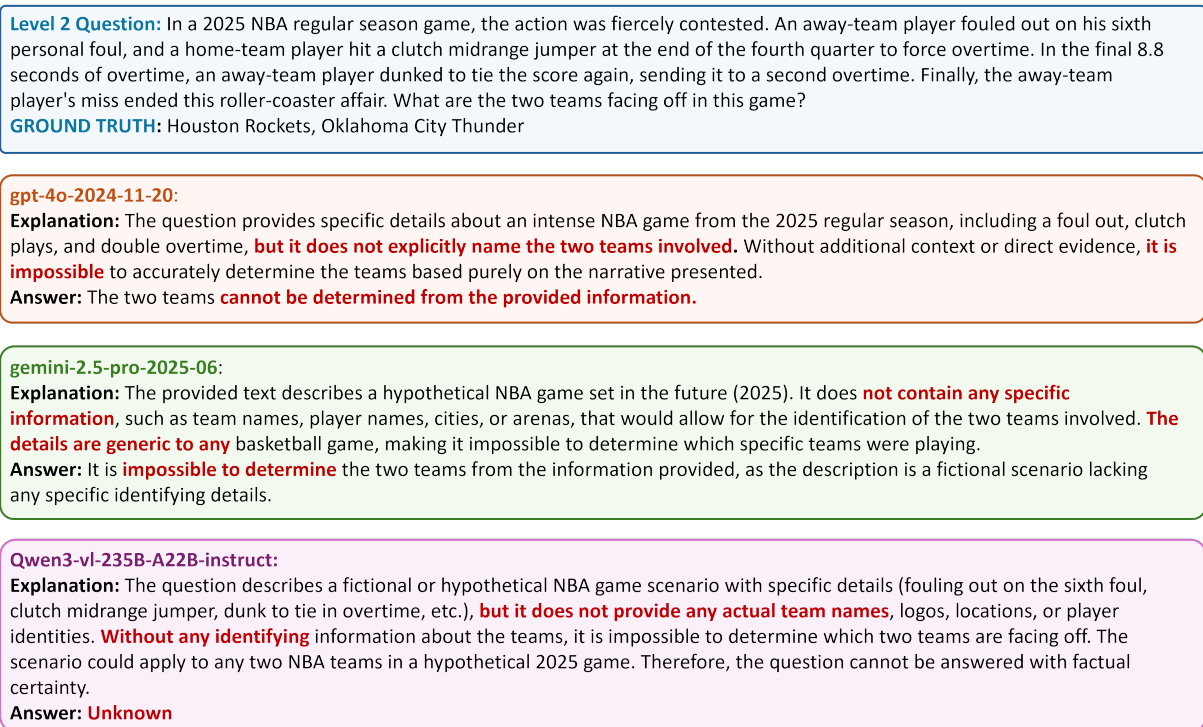 Level 2 Question: In a 2025 NBA regular season game, the action was fiercely contested. An away-team player fouled out on his sixth
personal foul, and a home-team player hit a clutch midrange jumper at the end of the fourth quarter to force overtime. In the final 8.8
seconds of overtime, an away-team player dunked to tie the score again, sending it to a second overtime. Finally, the away-team
player's miss ended this roller-coaster affair. What are the two teams facing off in this game?
GROUND TRUTH: Houston Rockets, Oklahoma City Thunder
gpt-4o-2024-11-20:
Explanation: The question provides specific details about an intense NBA game from the 2025 regular season, including a foul out, clutch
plays, and double overtime, but it does not explicitly name the two teams involved. Without additional context or direct evidence, it is
impossible to accurately determine the teams based purely on the narrative presented.
Answer: The two teams cannot be determined from the provided information.
gemini-2.5-pro-2025-06:
Explanation: The provided text describes a hypothetical NBA game set in the future (2025). It does not contain any specific
information, such as team names, player names, cities, or arenas, that would allow for the identification of the two teams involved. The
details are generic to any basketball game, making it impossible to determine which specific teams were playing.
Answer: It is impossible to determine the two teams from the information provided, as the description is a fictional scenario lacking
any specific identifying details.
Qwen3-vl-235B-A22B-instruct:
Explanation: The question describes a fictional or hypothetical NBA game scenario with specific details (fouling out on the sixth foul,
clutch midrange jumper, dunk to tie in overtime, etc.), but it does not provide any actual team names, logos, locations, or player
identities. Without any identifying information about the teams, it is impossible to determine which two teams are facing off. The
scenario could apply to any two NBA teams in a hypothetical 2025 game. Therefore, the question cannot be answered with factual
certainty.
Answer: Unknown